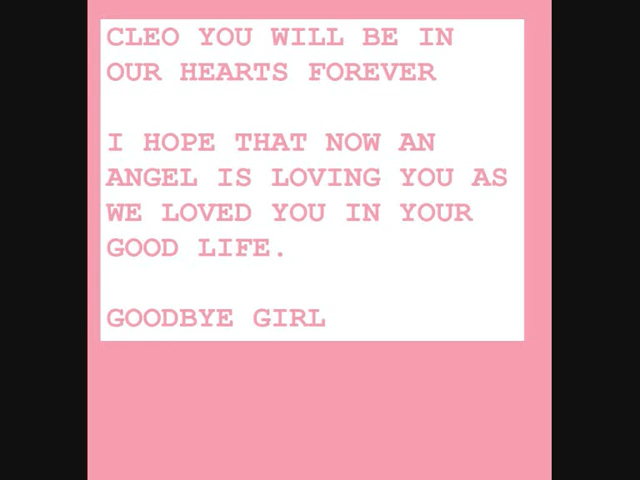 CLEO YOU WILL BE IN
OUR HEARTS FOREVER
I HOPE THAT NOW AN
ANGEL IS LOVING YOU AS
WE LOVED YOU IN YOUR
GOOD LIFE.
GOODBYE GIRL